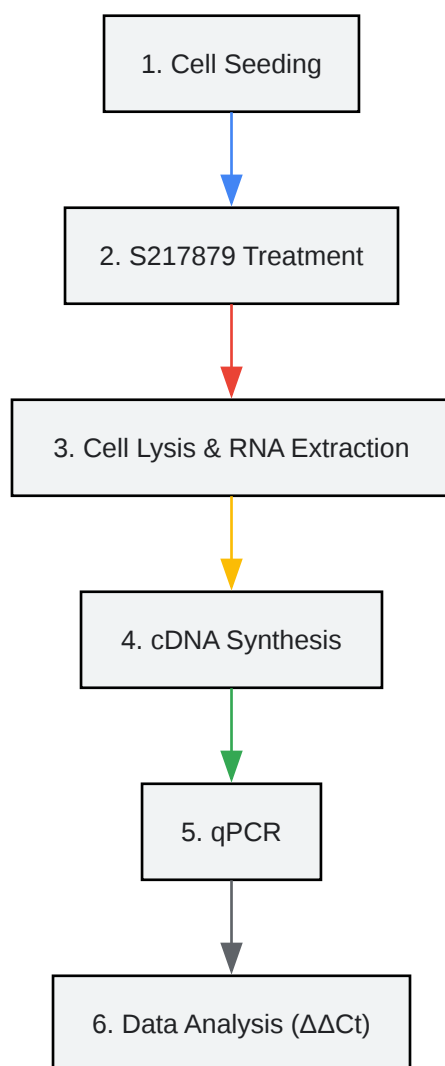 1. Cell Seeding
2. S217879 Treatment
3. Cell Lysis & RNA Extraction
4. cDNA Synthesis
5. qPCR
6. Data Analysis (ΔΔCt)